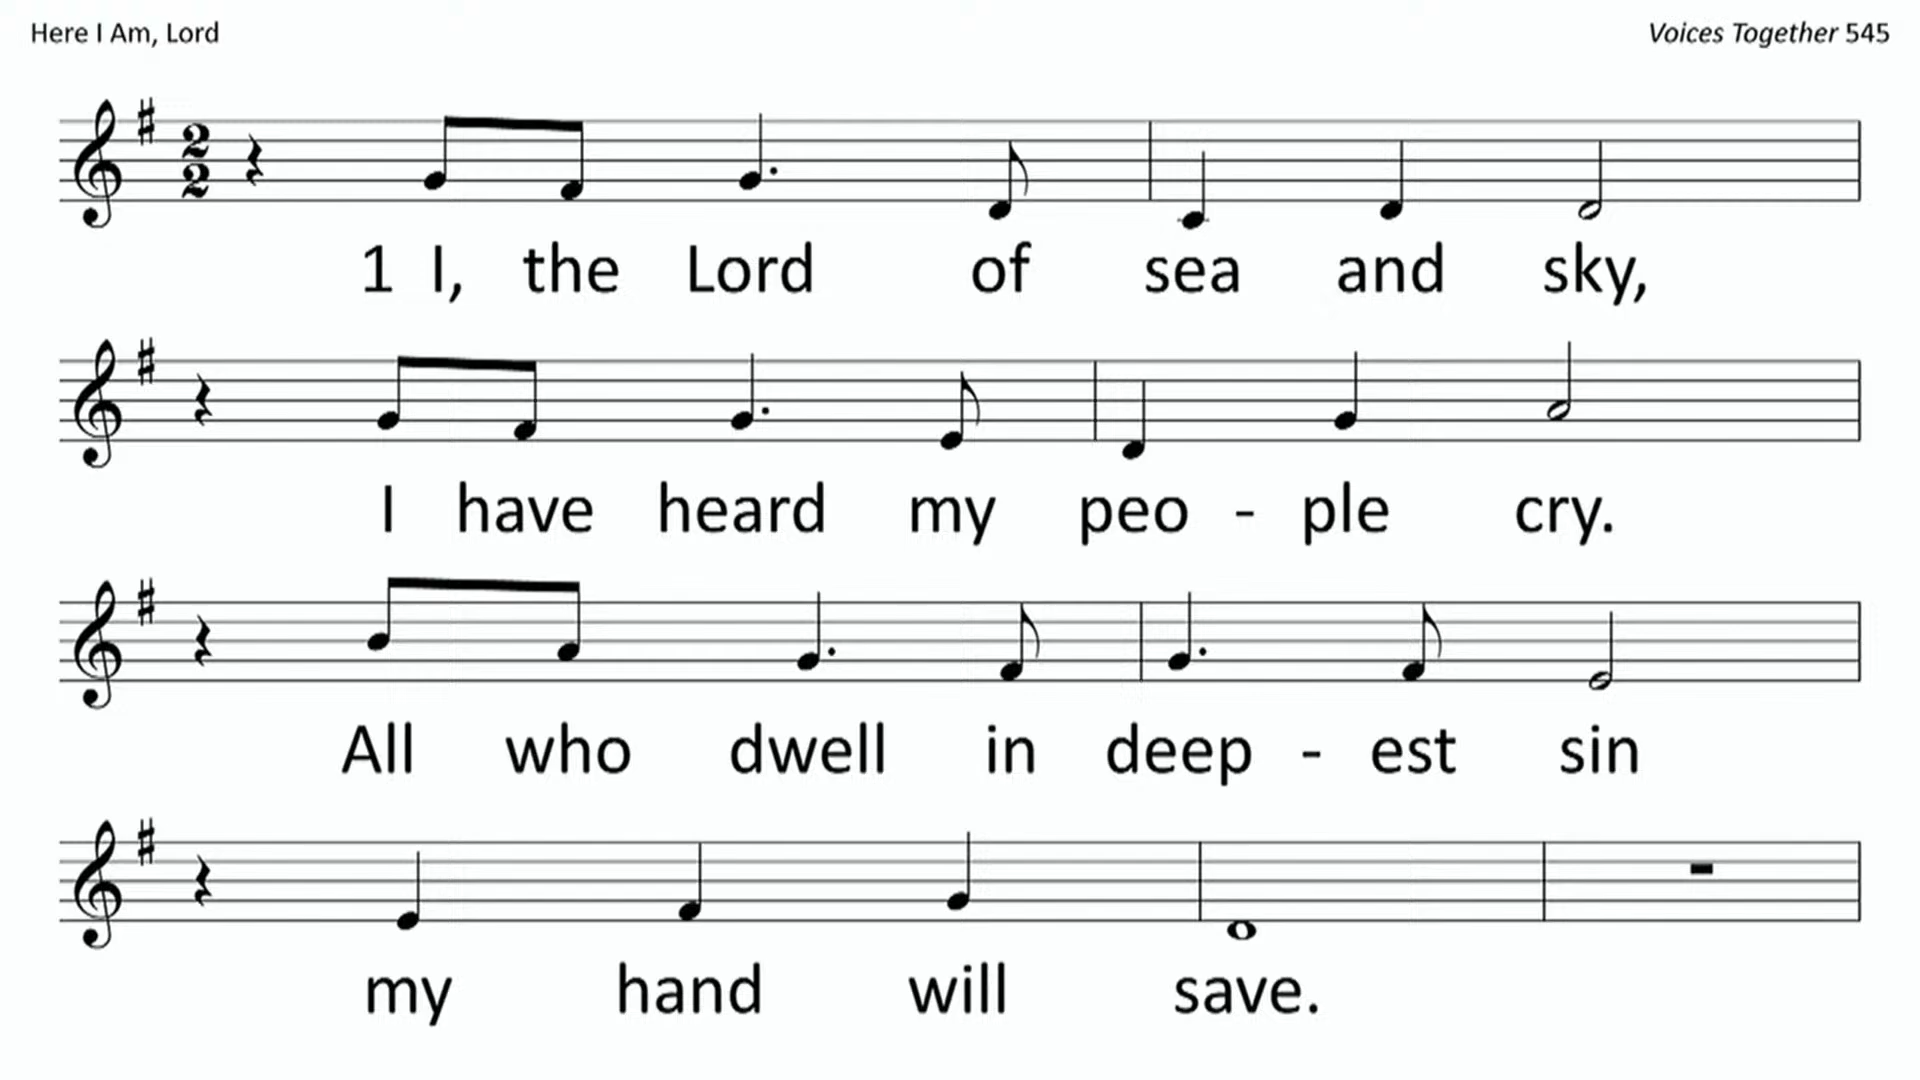 Here I Am, Lord
Voices Together 545
1 I, the Lord of sea and sky,
I have heard my peo - ple cry.
All who dwell in deep - est sin
my hand will save.